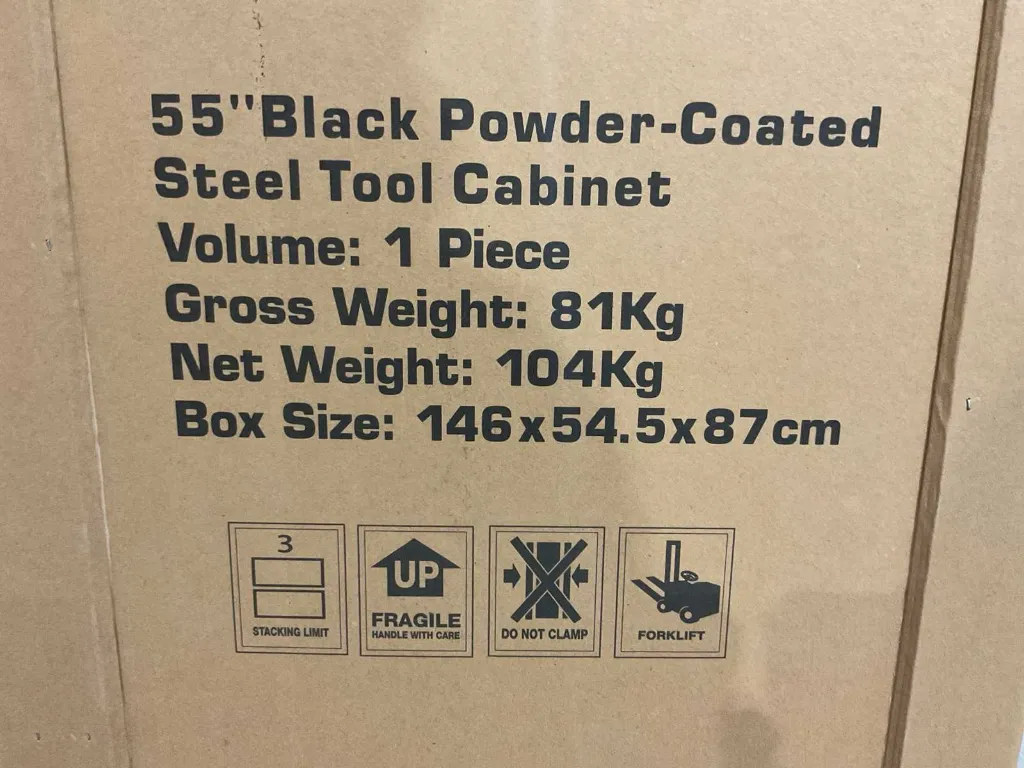 55"Black Powder-Coated
Steel Tool Cabinet
Volume: 1 Piece
Gross Weight: 81Kg
Net Weight: 104Kg
Box Size: 146x54.5x87cm
3
STACKING LIMIT
UP
FRAGILE
HANDLE WITH CARE
DO NOT CLAMP
FORKLIFT